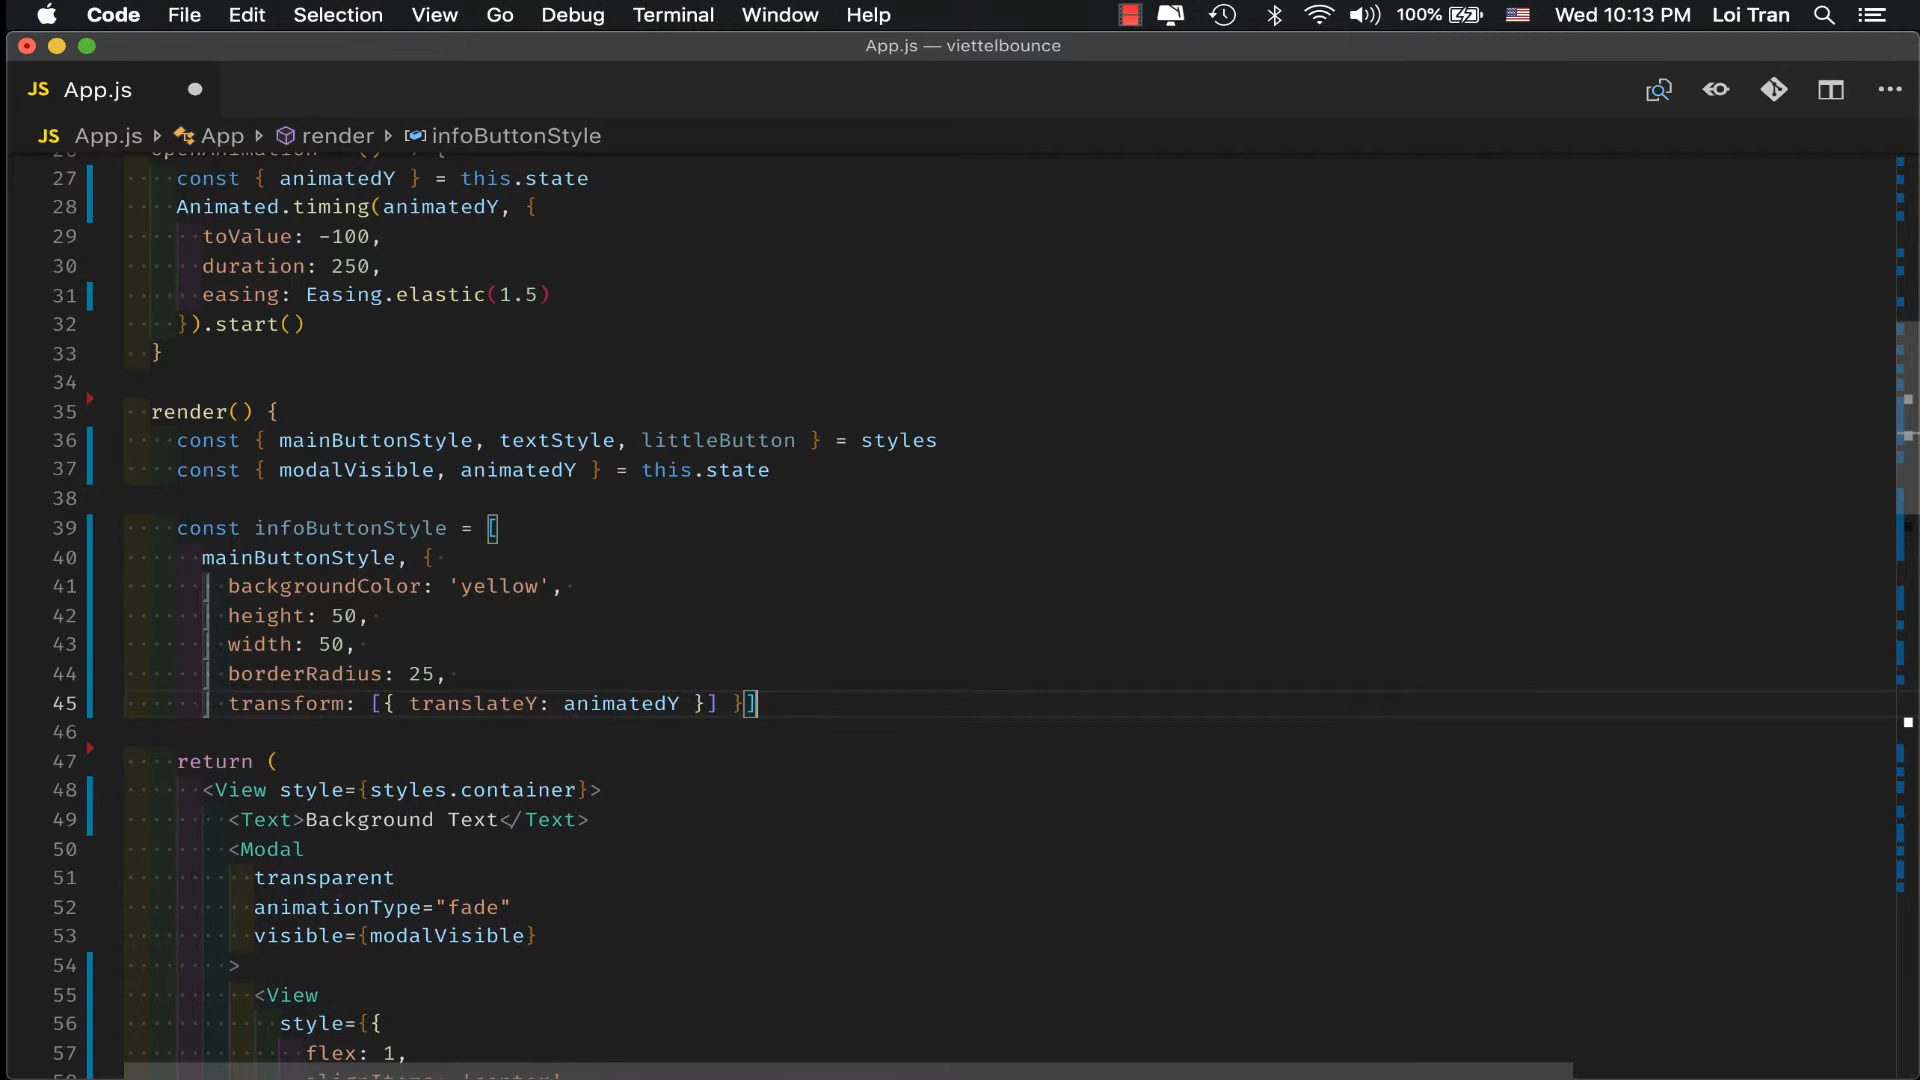 Code File Edit Selection View Go Debug Terminal Window Help 100% Wed 10:13 PM Loi Tran
App.js — viettelbounce
JS App.js
JS App.js App render infoButtonStyle
27 const { animatedY } = this.state
28 Animated.timing(animatedY, {
29 toValue: -100,
30 duration: 250,
31 easing: Easing.elastic(1.5)
32 }).start()
33 }
34
35 render() {
36 const { mainButtonStyle, textStyle, littleButton } = styles
37 const { modalVisible, animatedY } = this.state
38
39 const infoButtonStyle = [
40 mainButtonStyle, {
41 backgroundColor: 'yellow',
42 height: 50,
43 width: 50,
44 borderRadius: 25,
45 transform: [{ translateY: animatedY }] }]
46
47 return (
48 <View style={styles.container}>
49 <Text>Background Text</Text>
50 <Modal
51 transparent
52 animationType="fade"
53 visible={modalVisible}
54 >
55 <View
56 style={{
57 flex: 1,